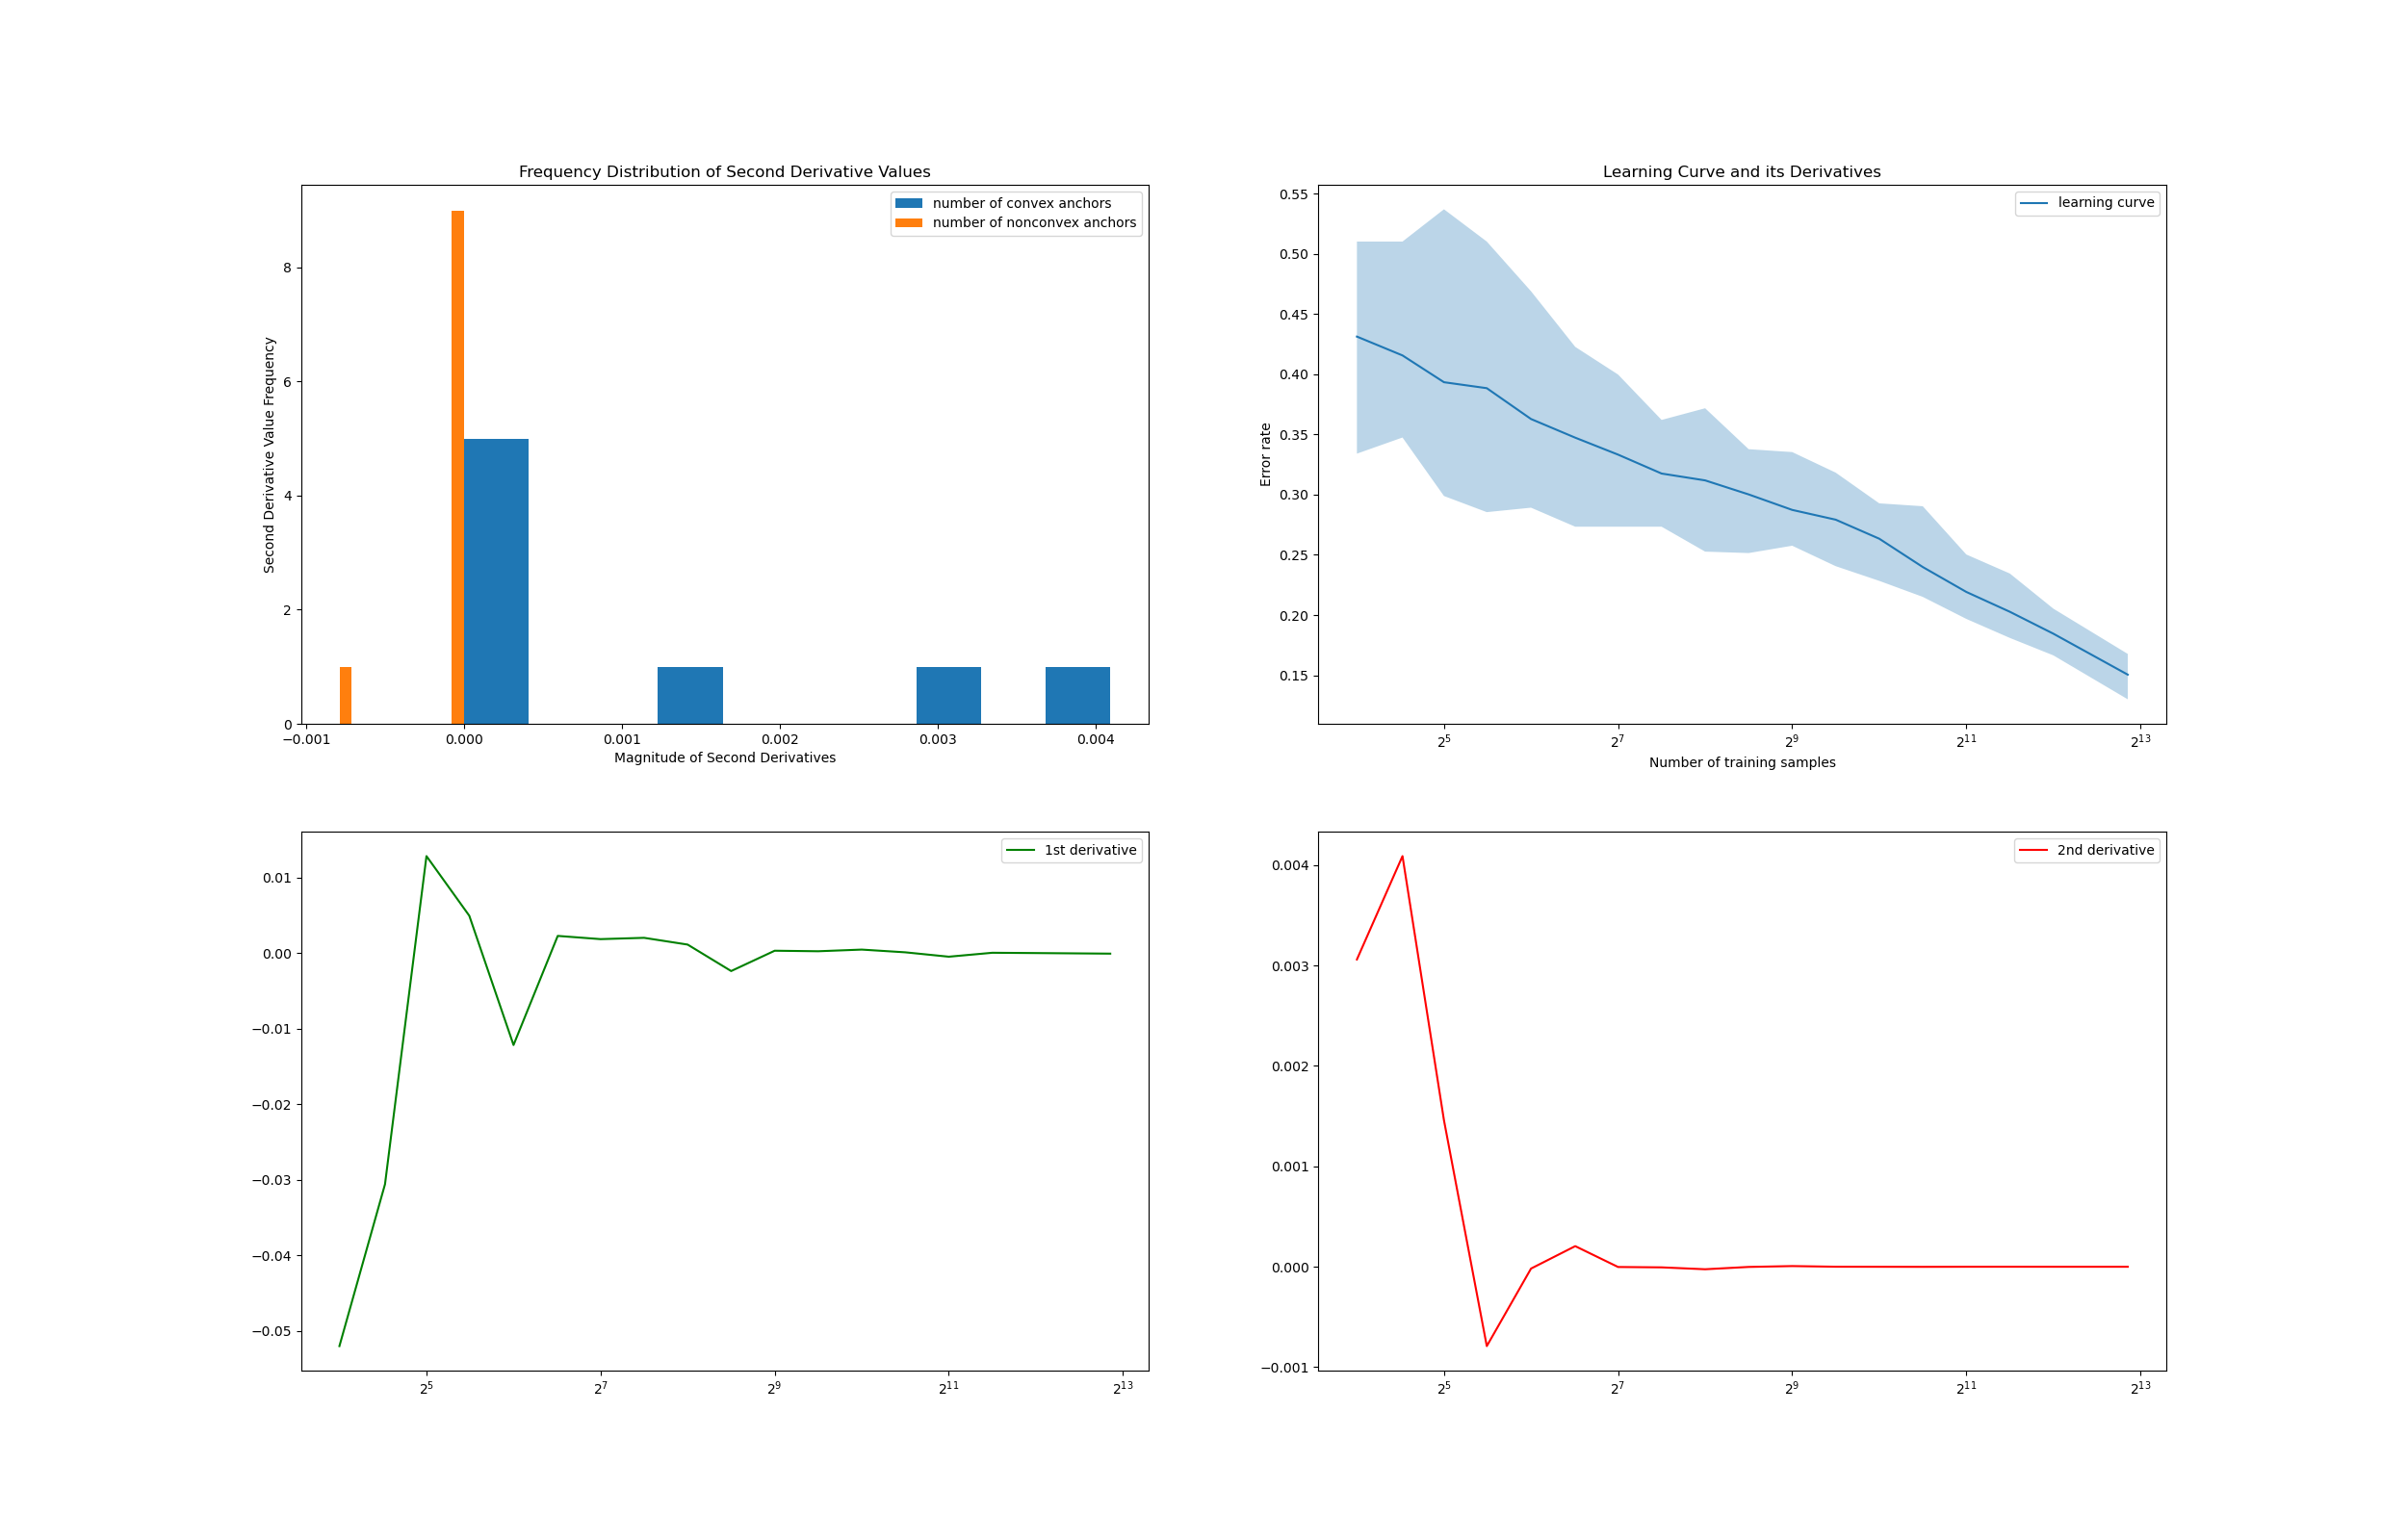 Frequency Distribution of Second Derivative Values
number of convex anchors
number of nonconvex anchors
Second Derivative Value Frequency
8
6
4
2
0
−0.001 0.000 0.001 0.002 0.003 0.004
Magnitude of Second Derivatives
Learning Curve and its Derivatives
learning curve
Error rate
0.55
0.50
0.45
0.40
0.35
0.30
0.25
0.20
0.15
2^5 2^7 2^9 2^11 2^13
Number of training samples
1st derivative
0.01
0.00
−0.01
−0.02
−0.03
−0.04
−0.05
2^5 2^7 2^9 2^11 2^13
2nd derivative
0.004
0.003
0.002
0.001
0.000
−0.001
2^5 2^7 2^9 2^11 2^13